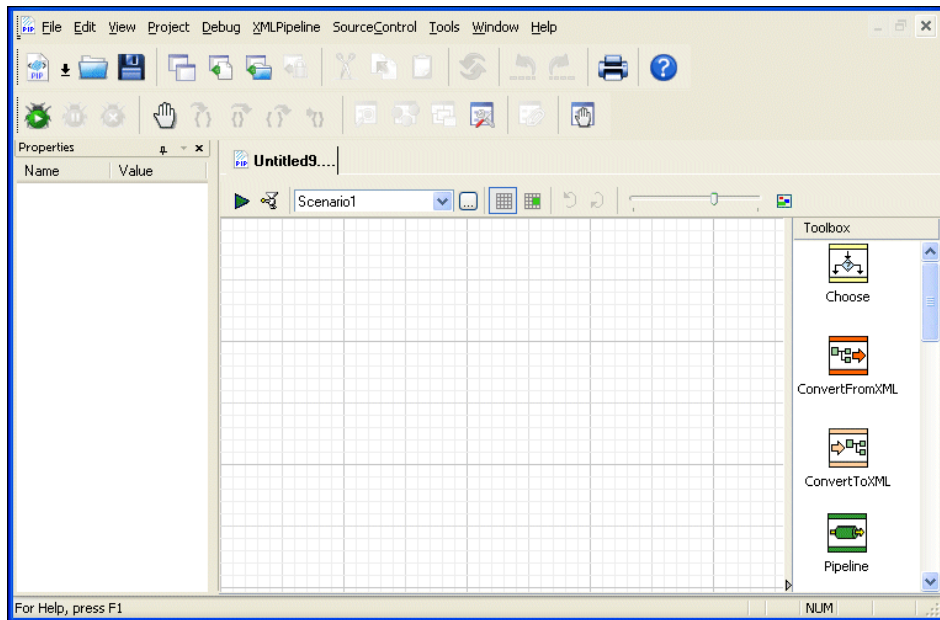 File Edit View Project Debug XMLPipeline SourceControl Tools Window Help
PIP
Properties
Name Value
Untitled9....
Scenario1
...
Toolbox
Choose
ConvertFromXML
ConvertToXML
Pipeline
For Help, press F1
NUM